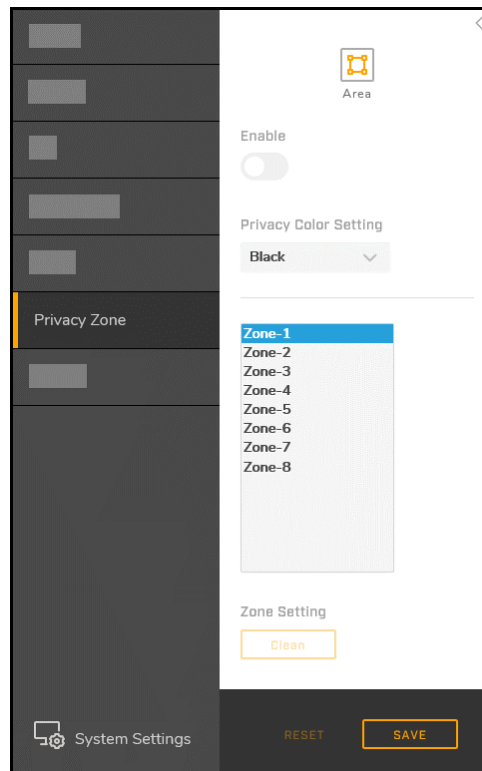 Area
Enable
Privacy Color Setting
Black
Privacy Zone
Zone-1
Zone-2
Zone-3
Zone-4
Zone-5
Zone-6
Zone-7
Zone-8
Zone Setting
Clean
System Settings
RESET
SAVE